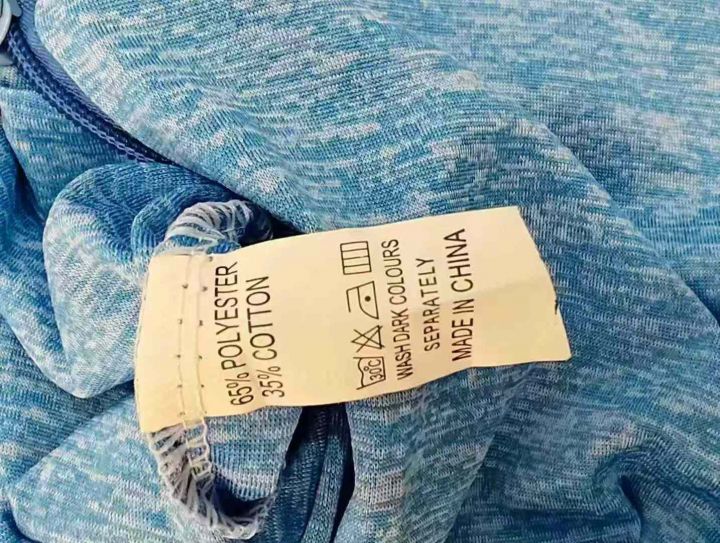 65% POLYESTER
35% COTTON
30°C
WASH DARK COLOURS
SEPARATELY
MADE IN CHINA